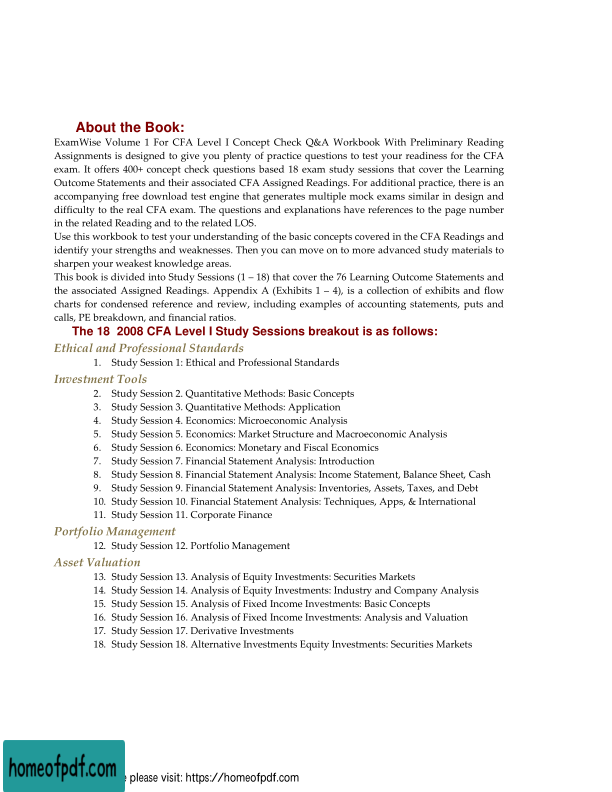 About the Book:
ExamWise Volume 1 For CFA Level I Concept Check Q&A Workbook With Preliminary Reading
Assignments is designed to give you plenty of practice questions to test your readiness for the CFA
exam. It offers 400+ concept check questions based 18 exam study sessions that cover the Learning
Outcome Statements and their associated CFA Assigned Readings. For additional practice, there is an
accompanying free download test engine that generates multiple mock exams similar in design and
difficulty to the real CFA exam. The questions and explanations have references to the page number
in the related Reading and to the related LOS.
Use this workbook to test your understanding of the basic concepts covered in the CFA Readings and
identify your strengths and weaknesses. Then you can move on to more advanced study materials to
sharpen your weakest knowledge areas.
This book is divided into Study Sessions (1 – 18) that cover the 76 Learning Outcome Statements and
the associated Assigned Readings. Appendix A (Exhibits 1 – 4), is a collection of exhibits and flow
charts for condensed reference and review, including examples of accounting statements, puts and
calls, PE breakdown, and financial ratios.
The 18 2008 CFA Level I Study Sessions breakout is as follows:
Ethical and Professional Standards
1. Study Session 1: Ethical and Professional Standards
Investment Tools
2. Study Session 2. Quantitative Methods: Basic Concepts
3. Study Session 3. Quantitative Methods: Application
4. Study Session 4. Economics: Microeconomic Analysis
5. Study Session 5. Economics: Market Structure and Macroeconomic Analysis
6. Study Session 6. Economics: Monetary and Fiscal Economics
7. Study Session 7. Financial Statement Analysis: Introduction
8. Study Session 8. Financial Statement Analysis: Income Statement, Balance Sheet, Cash
9. Study Session 9. Financial Statement Analysis: Inventories, Assets, Taxes, and Debt
10. Study Session 10. Financial Statement Analysis: Techniques, Apps, & International
11. Study Session 11. Corporate Finance
Portfolio Management
12. Study Session 12. Portfolio Management
Asset Valuation
13. Study Session 13. Analysis of Equity Investments: Securities Markets
14. Study Session 14. Analysis of Equity Investments: Industry and Company Analysis
15. Study Session 15. Analysis of Fixed Income Investments: Basic Concepts
16. Study Session 16. Analysis of Fixed Income Investments: Analysis and Valuation
17. Study Session 17. Derivative Investments
18. Study Session 18. Alternative Investments Equity Investments: Securities Markets
homeofpdf.com
please visit: https://homeofpdf.com